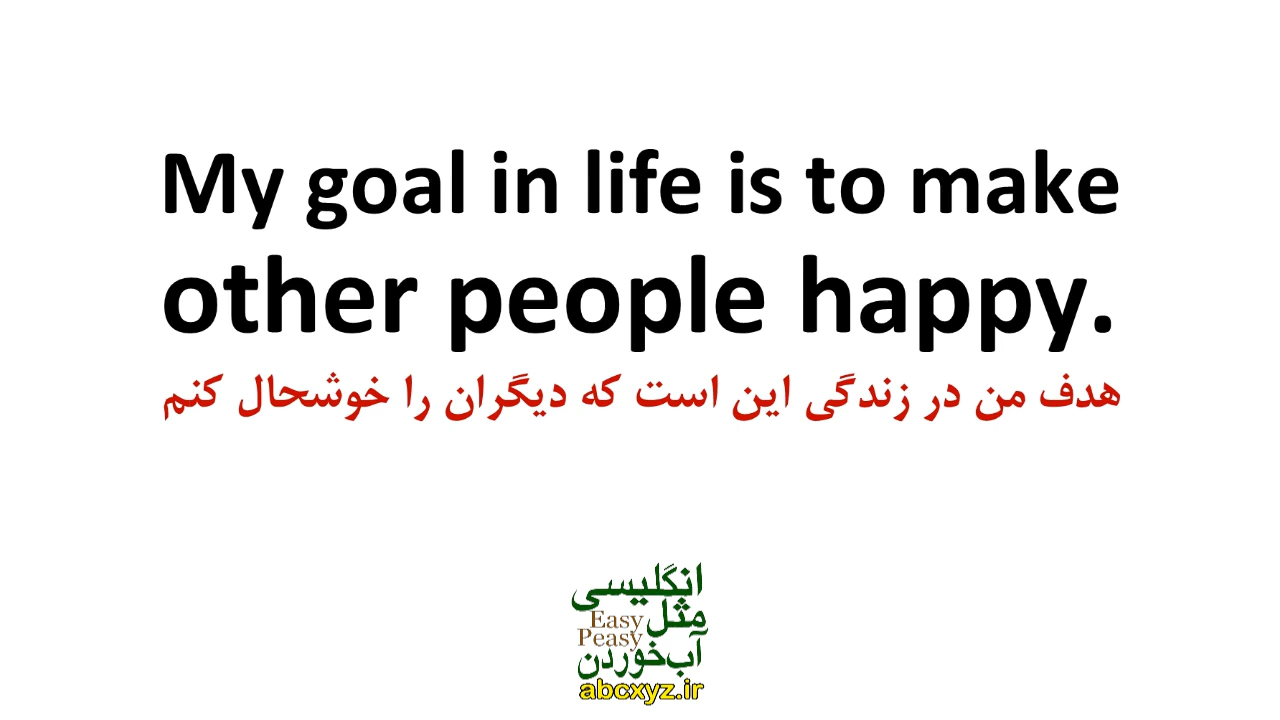 My goal in life is to make
other people happy.
هدف من در زندگی این است که دیگران را خوشحال کنم
انگلیسی
مثل
Easy
Peasy
آب‌خوردن
abcxyz.ir